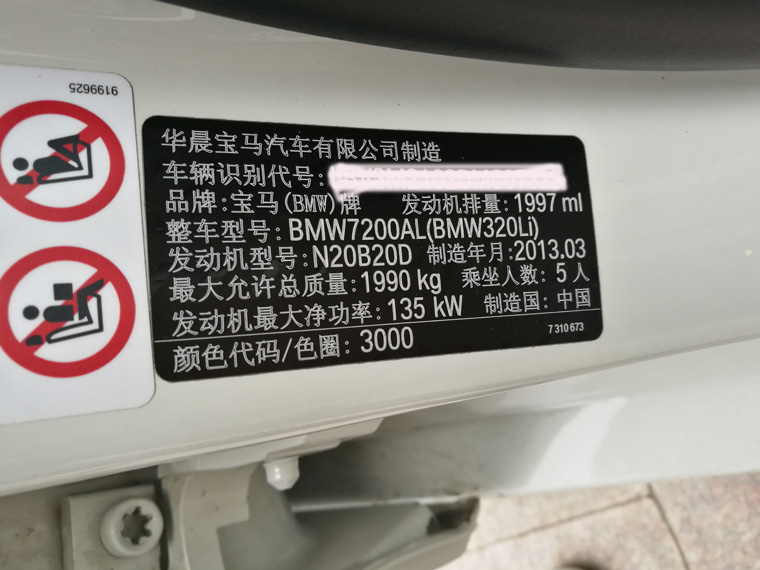 9199625
华晨宝马汽车有限公司制造
车辆识别代号:
品牌:宝马(BMW)牌 发动机排量:1997 ml
整车型号:BMW7200AL(BMW320Li)
发动机型号:N20B20D 制造年月:2013.03
最大允许总质量:1990 kg 乘坐人数:5人
发动机最大净功率:135 kW 制造国:中国
颜色代码/色圈:3000
7 310 673